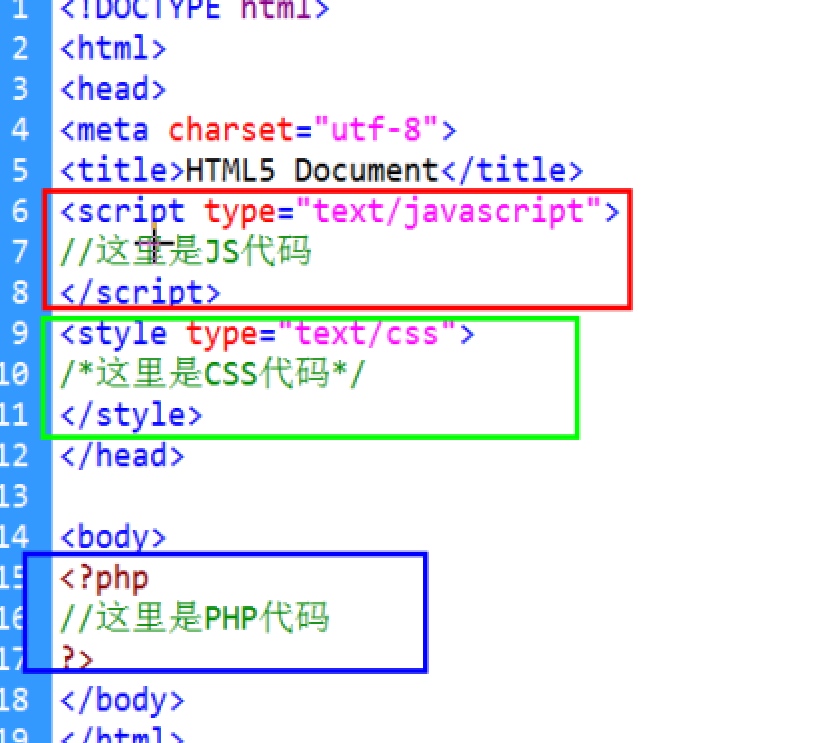 1 <!DOCTYPE html>
2 <html>
3 <head>
4 <meta charset="utf-8">
5 <title>HTML5 Document</title>
6 <script type="text/javascript">
7 //这里是JS代码
8 </script>
9 <style type="text/css">
10 /*这里是CSS代码*/
11 </style>
12 </head>
13
14 <body>
15 <?php
16 //这里是PHP代码
17 ?>
18 </body>
19 </html>